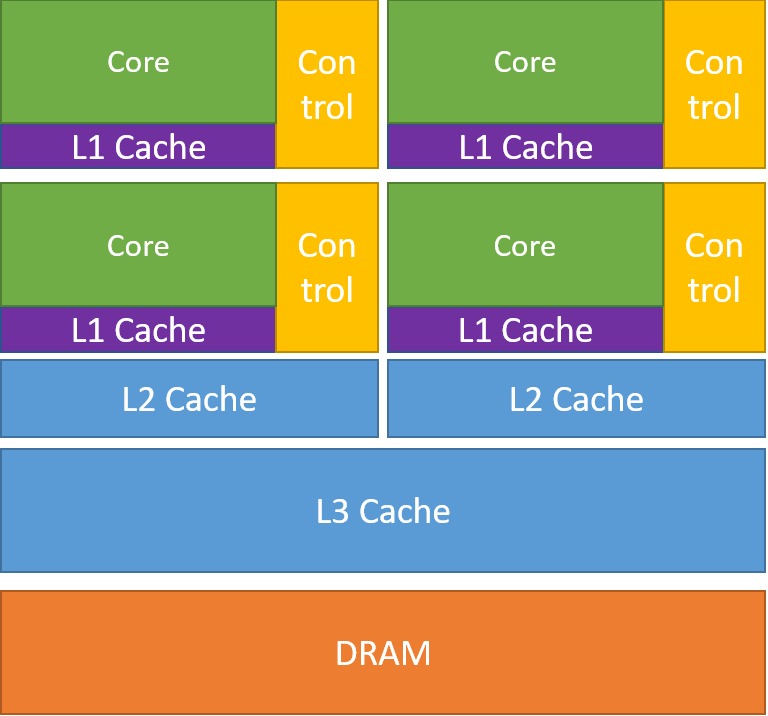 Core
Con
trol
L1 Cache
Core
Con
trol
L1 Cache
Core
Con
trol
L1 Cache
Core
Con
trol
L1 Cache
L2 Cache
L2 Cache
L3 Cache
DRAM